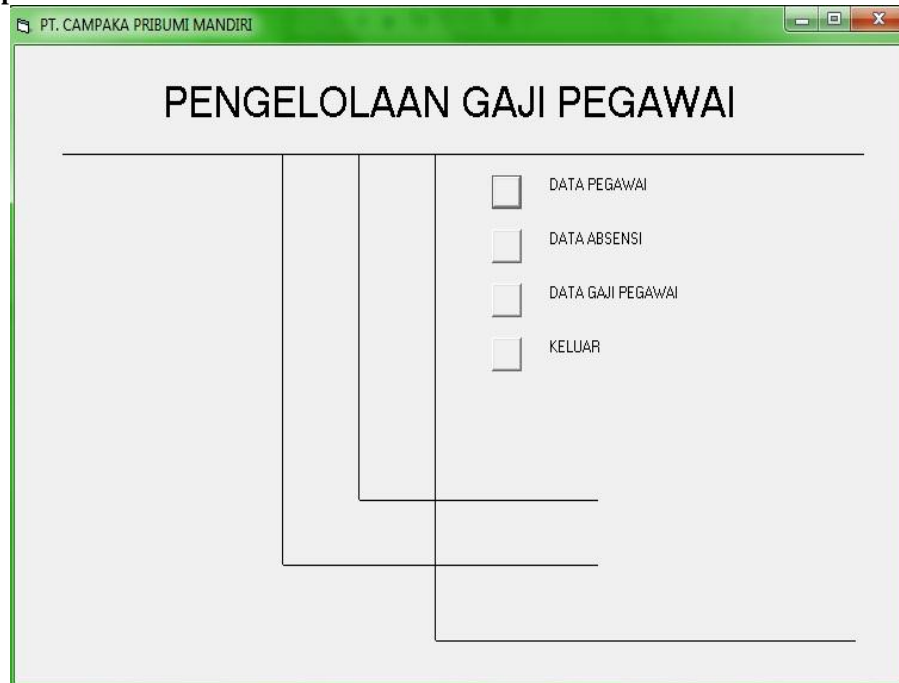 PT. CAMPAKA PRIBUMI MANDIRI
PENGELOLAAN GAJI PEGAWAI
DATA PEGAWAI
DATA ABSENSI
DATA GAJI PEGAWAI
KELUAR